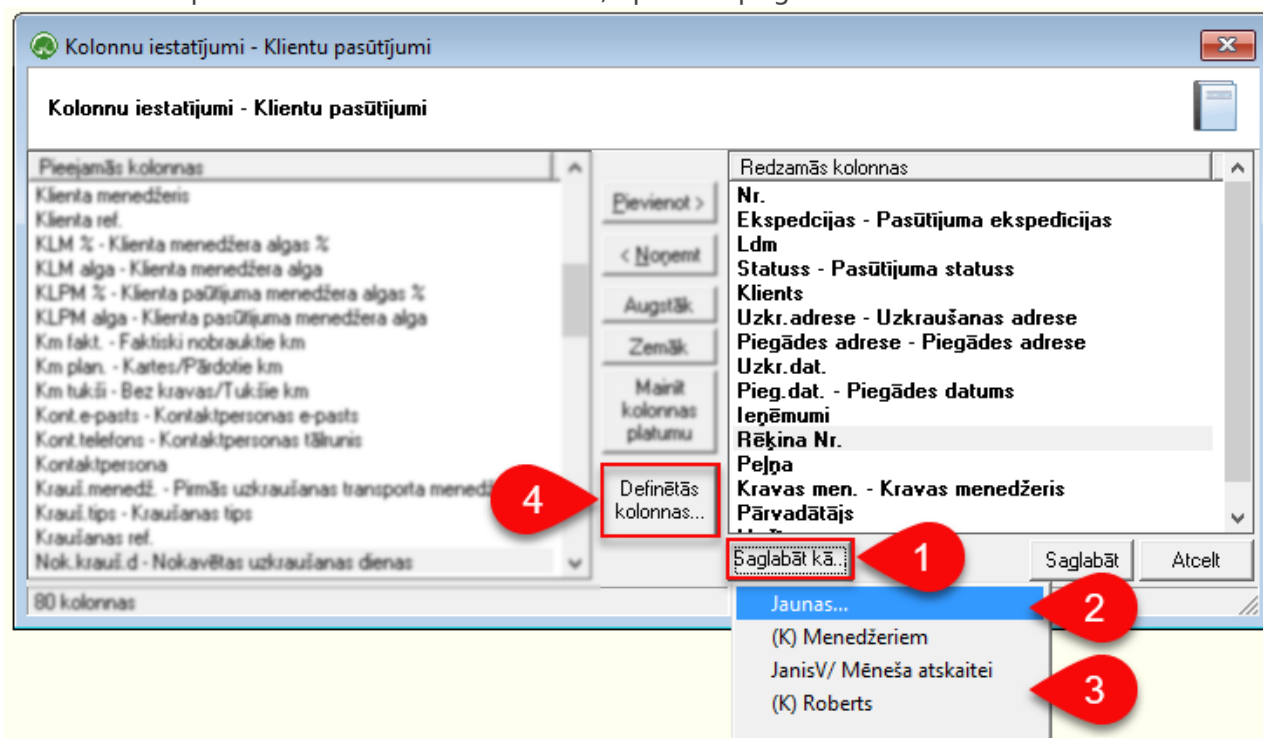 Kolonnu iestatījumi - Klientu pasūtījumi
Kolonnu iestatījumi - Klientu pasūtījumi
Pieejamās kolonnas
Klienta menedžeris
Klienta ref.
KLM % - Klienta menedžera algas %
KLM alga - Klienta menedžera alga
KLPM % - Klienta paūtījuma menedžera algas %
KLPM alga - Klienta pasūtījuma menedžera alga
Km fakt. - Faktiski nobrauktie km
Km plan. - Kartes/Pārdotie km
Km tukši - Bez kravas/Tukšie km
Kont.e-pasts - Kontaktpersonas e-pasts
Kont.telefons - Kontaktpersonas tālrunis
Kontaktpersona
Krauš.menedž. - Pirmās uzkraušanas transporta
Krauš.tips - Kraušanas tips
Kraušanas ref.
Nok.krauš.d - Nokavētas uzkraušanas dienas
80 kolonnas
Pievienot >
< Noņemt
Augstāk
Zemāk
Mainīt
kolonnas
platumu
4
Definētās
kolonnas...
Redzamās kolonnas
Nr.
Ekspedcijas - Pasūtījuma ekspedīcijas
Ldm
Statuss - Pasūtījuma statuss
Klients
Uzkr.adrese - Uzkraušanas adrese
Piegādes adrese - Piegādes adrese
Uzkr.dat.
Pieg.dat. - Piegādes datums
Ieņēmumi
Rēķina Nr.
Peļņa
Kravas men. - Kravas menedžeris
Pārvadātājs
Saglabāt kā..
1
Saglabāt
Atcelt
Jaunas...
2
(K) Menedžeriem
JanisV/ Mēneša atskaitei
3
(K) Roberts